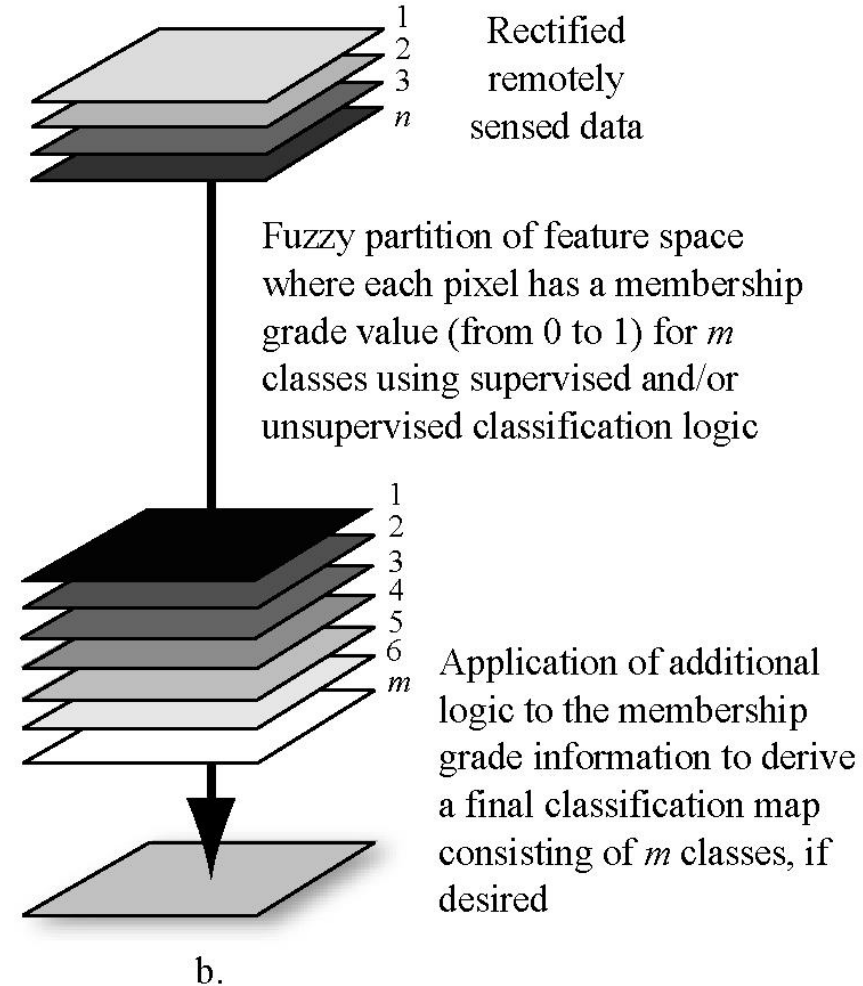 1
2
3
n
Rectified
remotely
sensed data
Fuzzy partition of feature space
where each pixel has a membership
grade value (from 0 to 1) for m
classes using supervised and/or
unsupervised classification logic
1
2
3
4
5
6
m
Application of additional
logic to the membership
grade information to derive
a final classification map
consisting of m classes, if
desired
b.